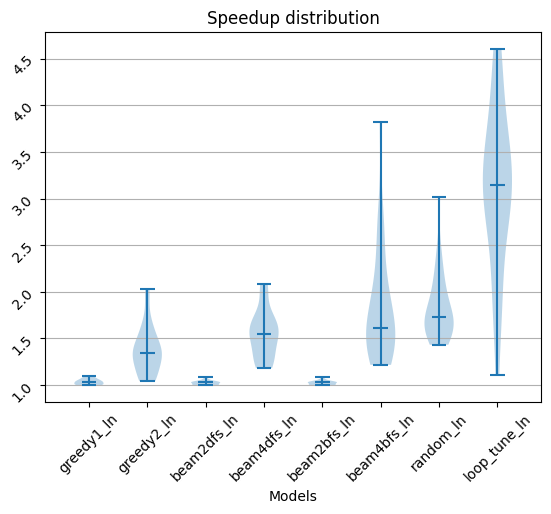 Speedup distribution
4.5
4.0
3.5
3.0
2.5
2.0
1.5
1.0
greedy1_ln
greedy2_ln
beam2dfs_ln
beam4dfs_ln
beam2bfs_ln
beam4bfs_ln
random_ln
loop_tune_ln
Models